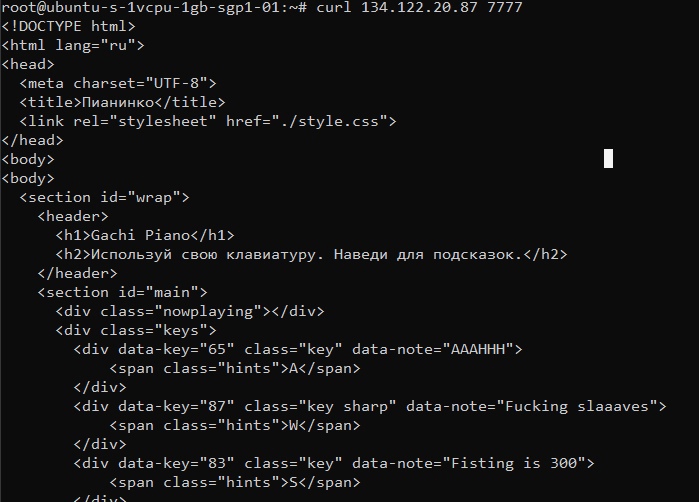 root@ubuntu-s-1vcpu-1gb-sgp1-01:~# curl 134.122.20.87 7777
<!DOCTYPE html>
<html lang="ru">
<head>
  <meta charset="UTF-8">
  <title>Пианинко</title>
  <link rel="stylesheet" href="./style.css">
</head>
<body>
<body>
  <section id="wrap">
    <header>
      <h1>Gachi Piano</h1>
      <h2>Используй свою клавиатуру. Наведи для подсказок.</h2>
    </header>
    <section id="main">
      <div class="nowplaying"></div>
      <div class="keys">
        <div data-key="65" class="key" data-note="AAAHHH">
            <span class="hints">A</span>
        </div>
        <div data-key="87" class="key sharp" data-note="Fucking slaaaves">
            <span class="hints">W</span>
        </div>
        <div data-key="83" class="key" data-note="Fisting is 300">
            <span class="hints">S</span>
        </div>